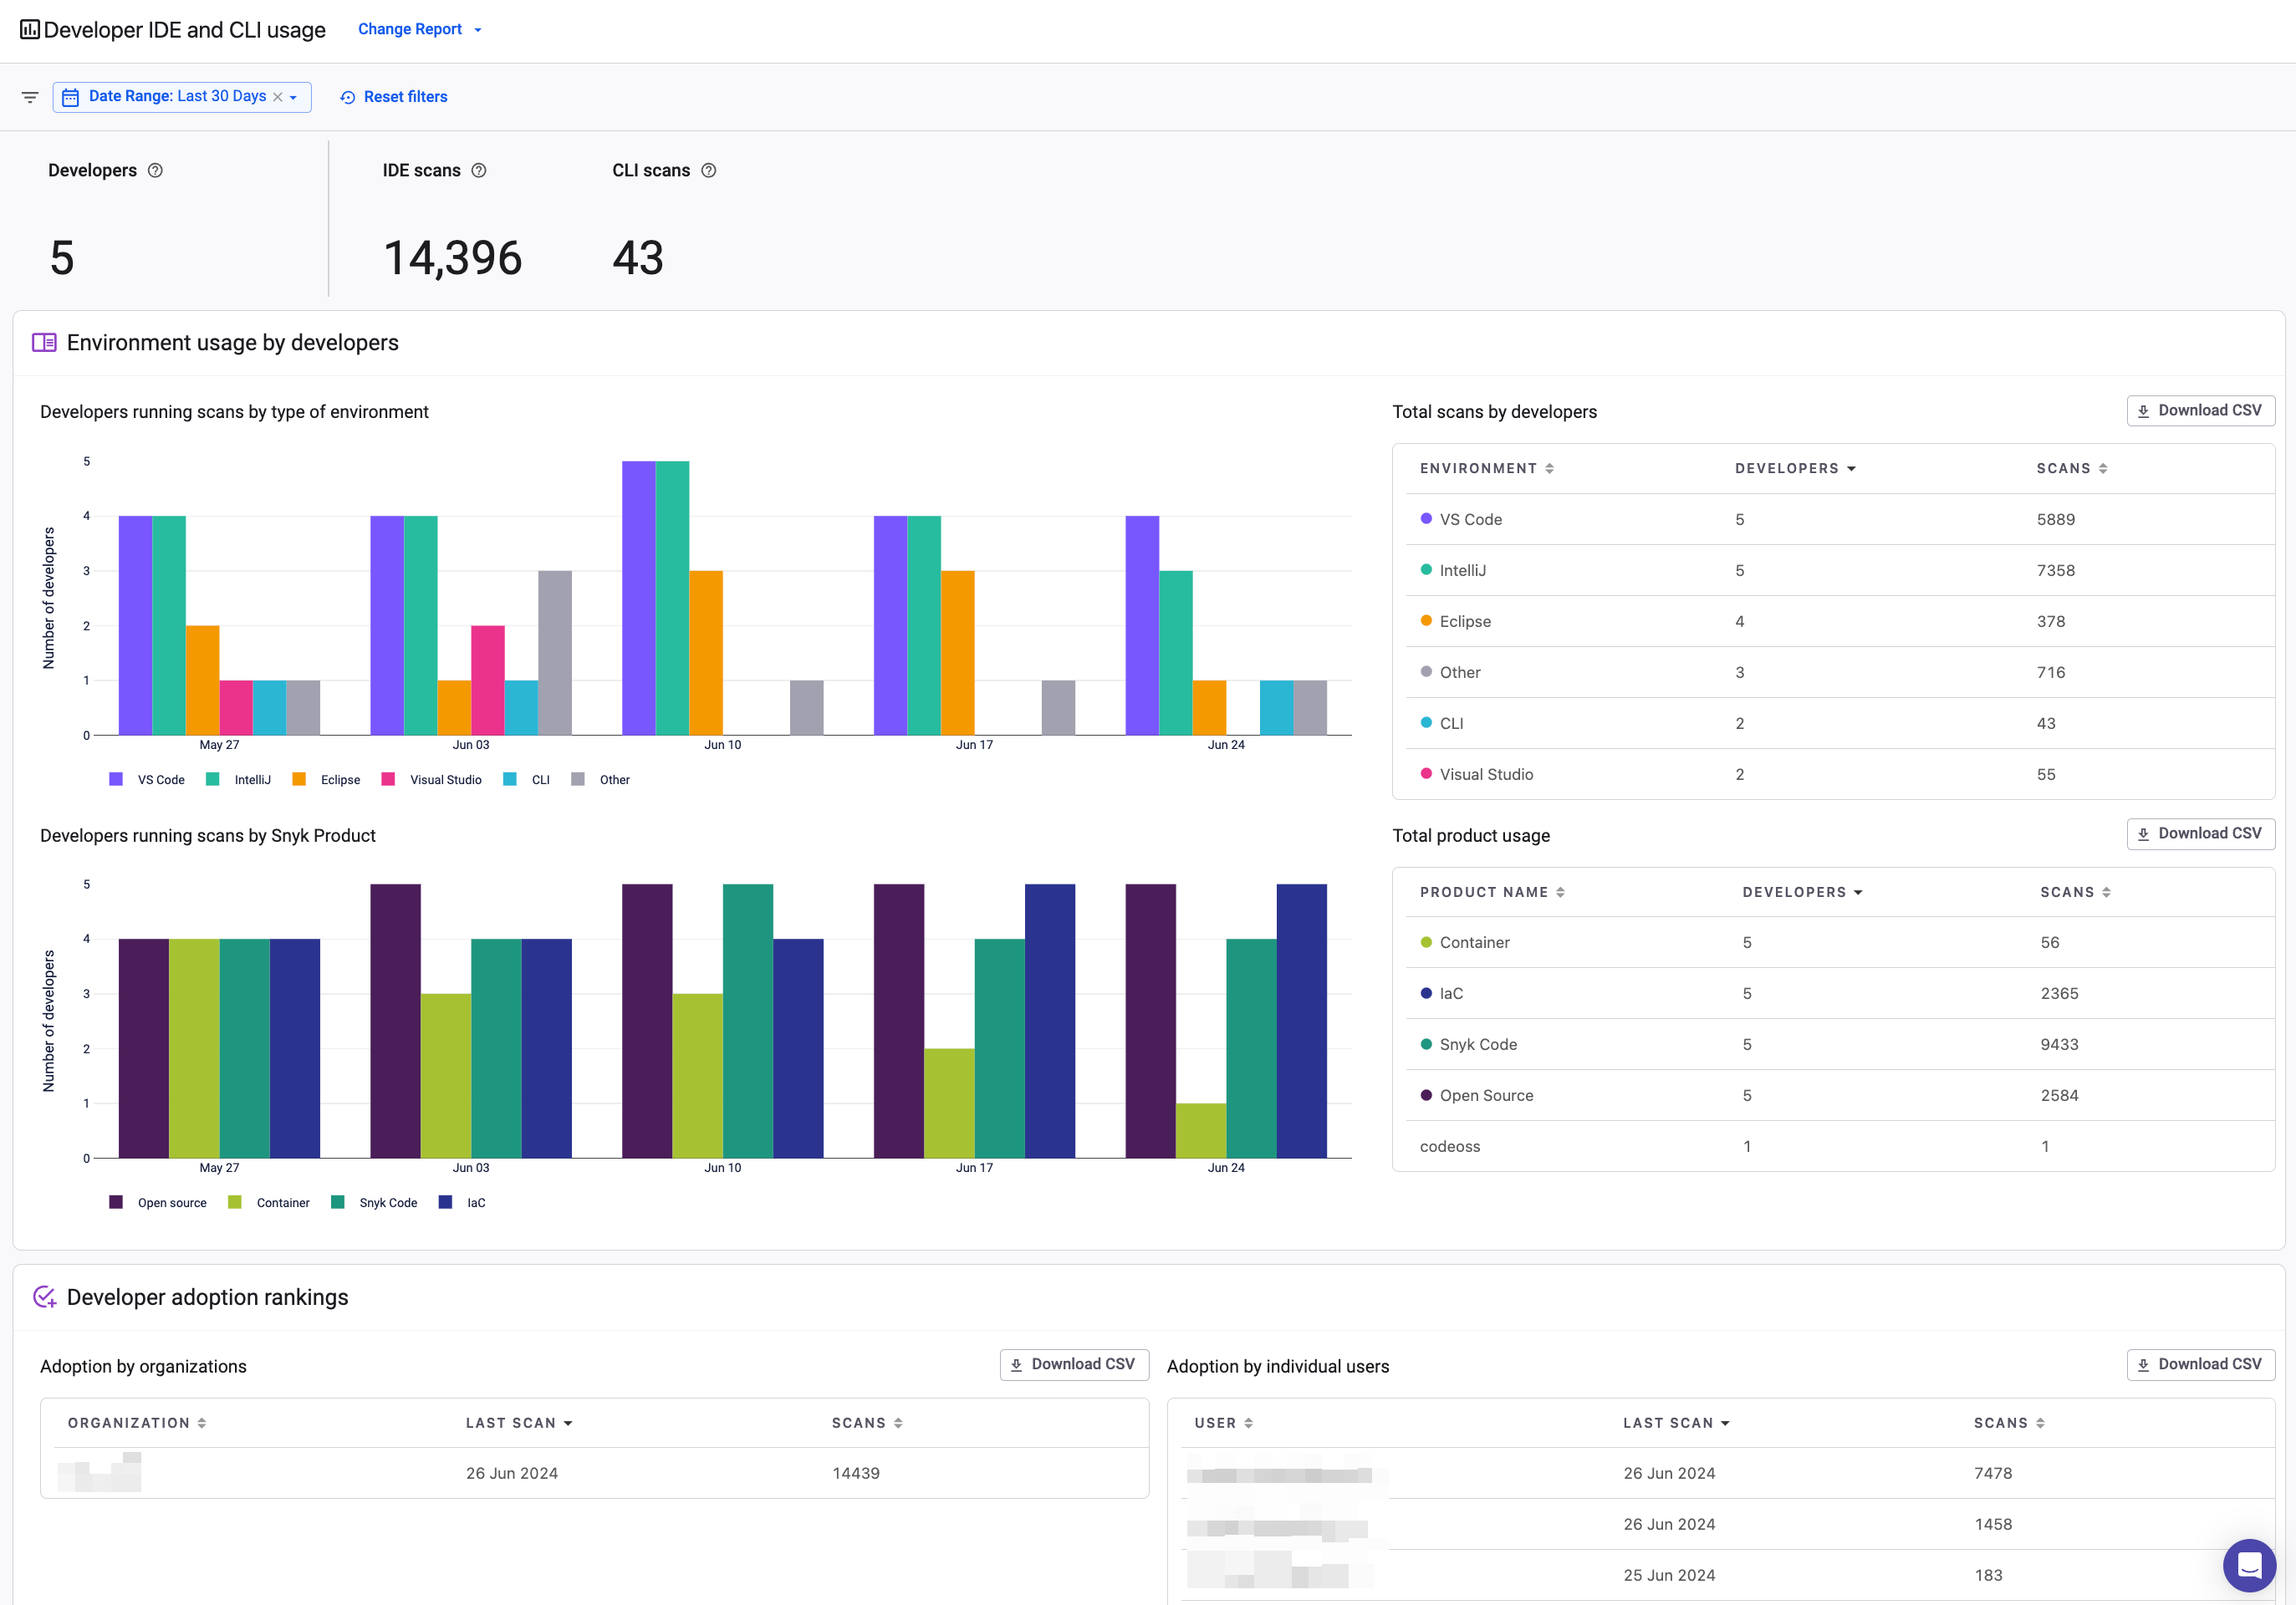 Developer IDE and CLI usage Change Report
Date Range: Last 30 Days Reset filters
Developers IDE scans CLI scans
5 14,396 43
Environment usage by developers
Developers running scans by type of environment
5
4
3
2
1
0
Number of developers
May 27 Jun 03 Jun 10 Jun 17 Jun 24
VS Code IntelliJ Eclipse Visual Studio CLI Other
Total scans by developers Download CSV
ENVIRONMENT DEVELOPERS SCANS
VS Code 5 5889
IntelliJ 5 7358
Eclipse 4 378
Other 3 716
CLI 2 43
Visual Studio 2 55
Developers running scans by Snyk Product
5
4
3
2
1
0
Number of developers
May 27 Jun 03 Jun 10 Jun 17 Jun 24
Open source Container Snyk Code IaC
Total product usage Download CSV
PRODUCT NAME DEVELOPERS SCANS
Container 5 56
IaC 5 2365
Snyk Code 5 9433
Open Source 5 2584
codeoss 1 1
Developer adoption rankings
Adoption by organizations Download CSV
ORGANIZATION LAST SCAN SCANS
26 Jun 2024 14439
Adoption by individual users Download CSV
USER LAST SCAN SCANS
26 Jun 2024 7478
26 Jun 2024 1458
25 Jun 2024 183